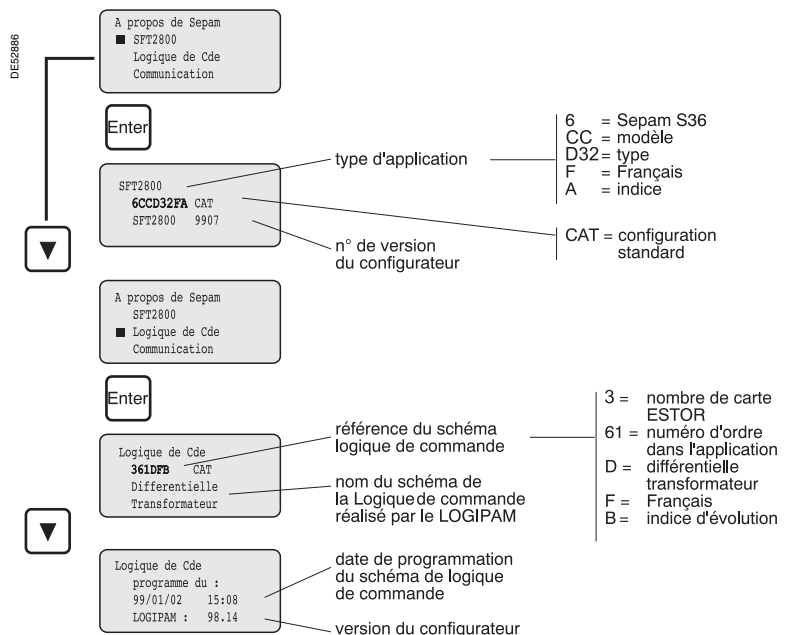 DE52886
A propos de Sepam
SFT2800
Logique de Cde
Communication
Enter
SFT2800
6CCD32FA CAT
SFT2800 9907
type d'application
6 = Sepam S36
CC = modèle
D32= type
F = Français
A = indice
CAT = configuration
standard
n° de version
du configurateur
A propos de Sepam
SFT2800
Logique de Cde
Communication
Enter
Logique de Cde
361DFB CAT
Differentielle
Transformateur
référence du schéma
logique de commande
3 = nombre de carte
ESTOR
61 = numéro d'ordre
dans l'application
D = différentielle
transformateur
F = Français
B = indice d'évolution
nom du schéma de
la Logique de commande
réalisé par le LOGIPAM
Logique de Cde
programme du :
99/01/02 15:08
LOGIPAM : 98.14
date de programmation
du schéma de logique
de commande
version du configurateur